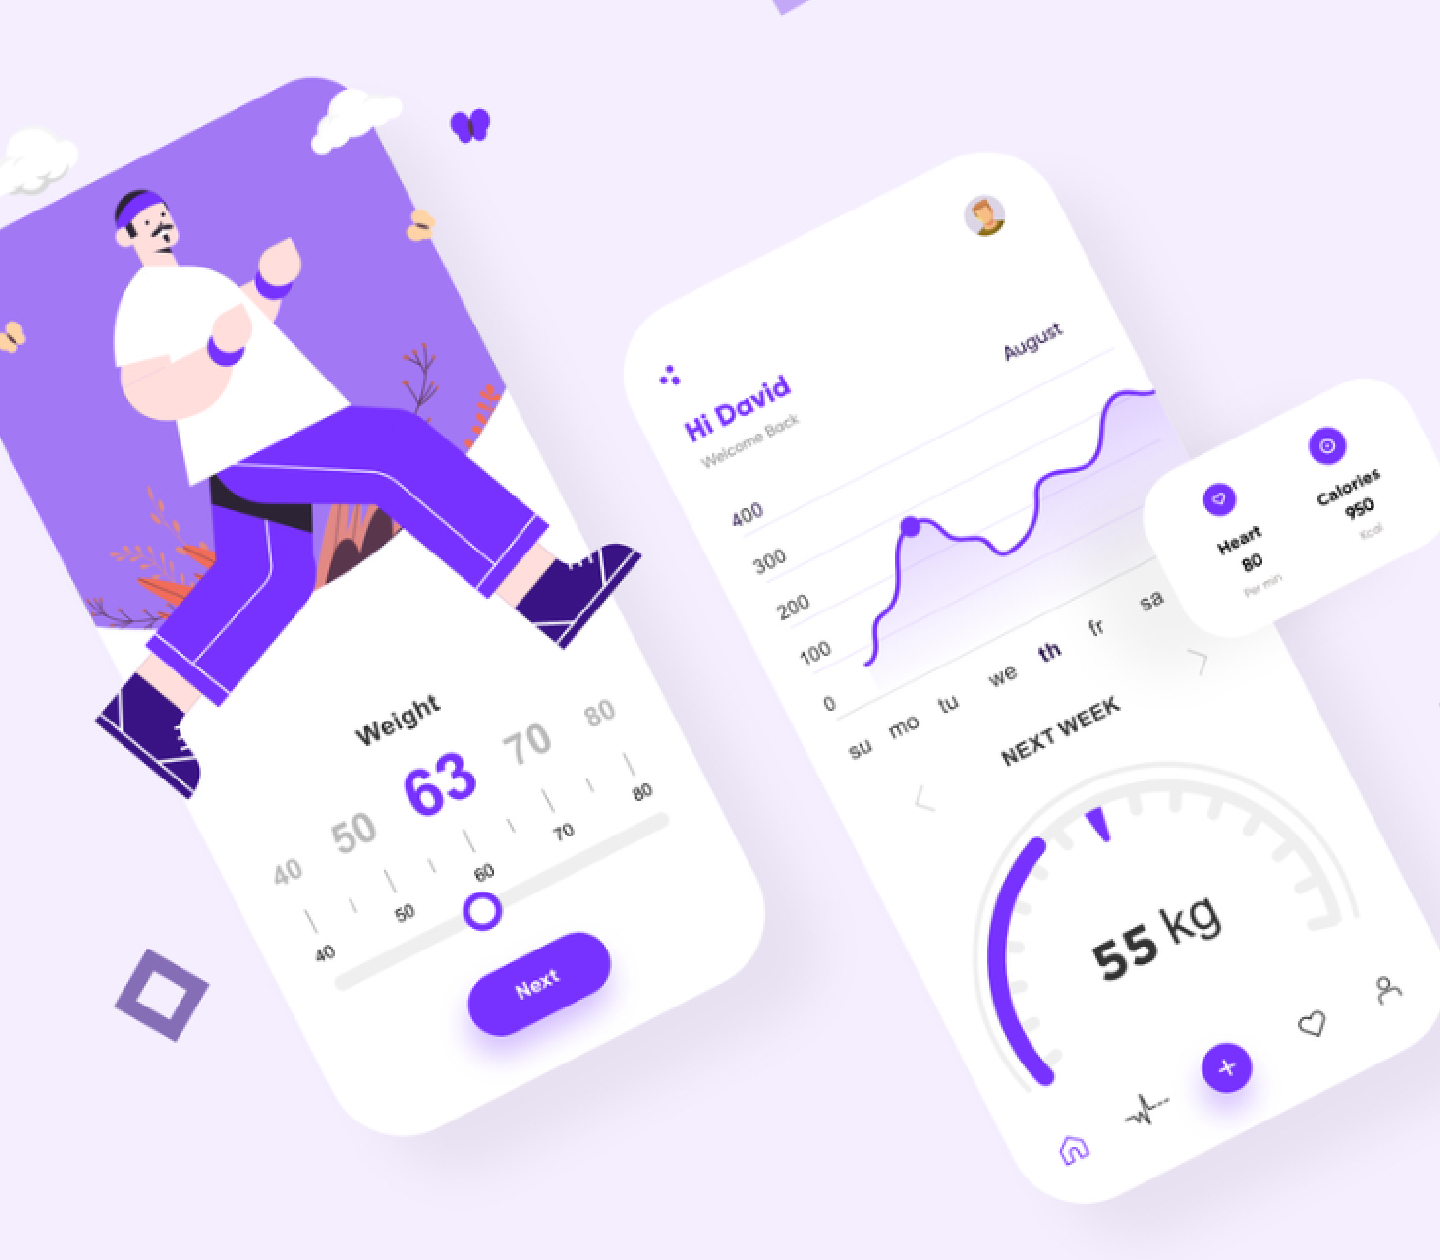 Weight
40 50 63 70 80
40 50 60 70 80
Next
Hi David
Welcome Back
August
400
300
200
100
0
su mo tu we th fr sa
NEXT WEEK
55 kg
Heart
80
Per min
Calories
950
Kcal